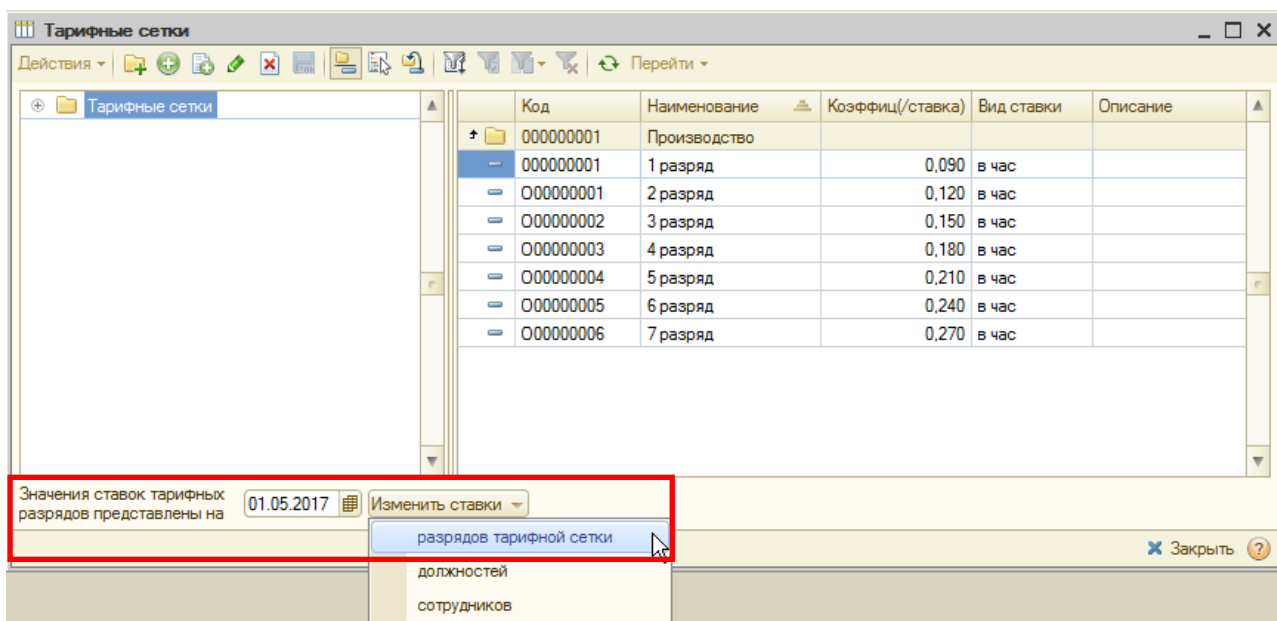 Тарифные сетки
Действия Перейти
Тарифные сетки
Код Наименование Коэффиц(/ставка) Вид ставки Описание
000000001 Производство
000000001 1 разряд 0,090 в час
О00000001 2 разряд 0,120 в час
О00000002 3 разряд 0,150 в час
О00000003 4 разряд 0,180 в час
О00000004 5 разряд 0,210 в час
О00000005 6 разряд 0,240 в час
О00000006 7 разряд 0,270 в час
Значения ставок тарифных
разрядов представлены на
01.05.2017 Изменить ставки
разрядов тарифной сетки
должностей
сотрудников
Закрыть ?